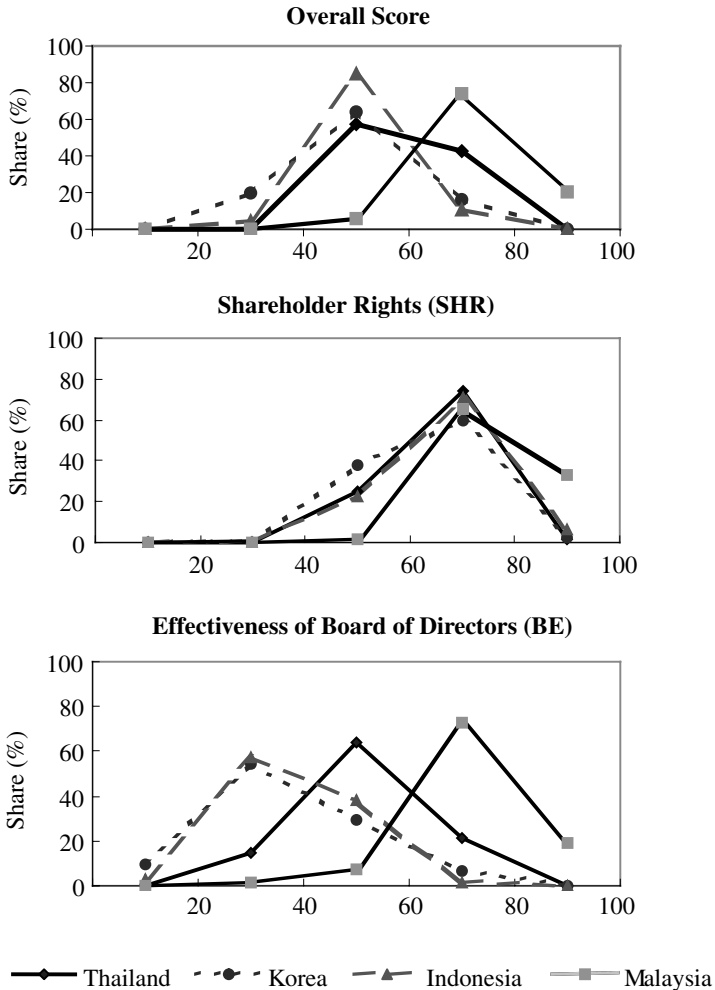 Overall Score
100
80
60
40
20
0
Share (%)
20 40 60 80 100
Shareholder Rights (SHR)
100
80
60
40
20
0
Share (%)
20 40 60 80 100
Effectiveness of Board of Directors (BE)
100
80
60
40
20
0
Share (%)
20 40 60 80 100
Thailand Korea Indonesia Malaysia